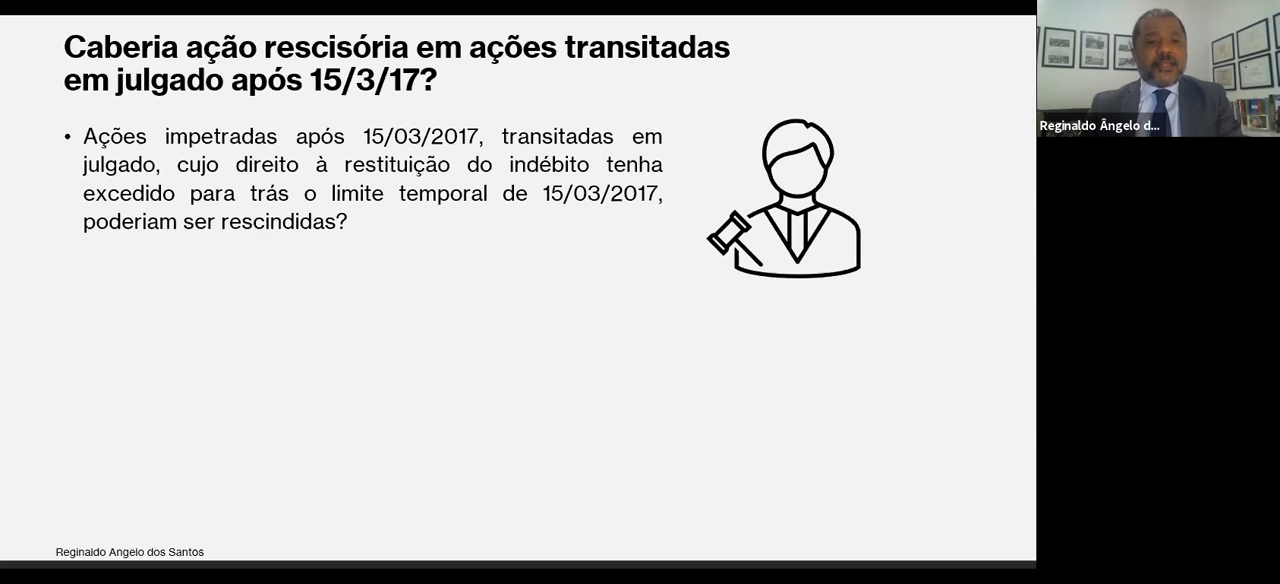 Caberia ação rescisória em ações transitadas
em julgado após 15/3/17?
• Ações impetradas após 15/03/2017, transitadas em
julgado, cujo direito à restituição do indébito tenha
excedido para trás o limite temporal de 15/03/2017,
poderiam ser rescindidas?
Reginaldo Angelo dos Santos
Reginaldo Ângelo d...